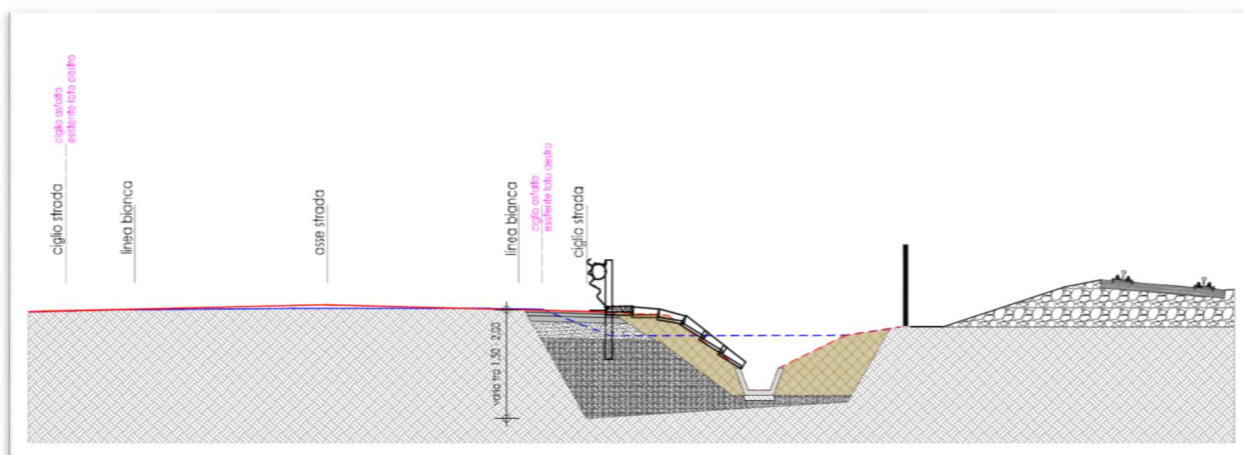 ciglio strada
ciglio asfalto
esistente lato destro
linea bianca
asse strada
linea bianca
ciglio asfalto
esistente lato destro
ciglio strada
varia tra 1,50 - 2,00